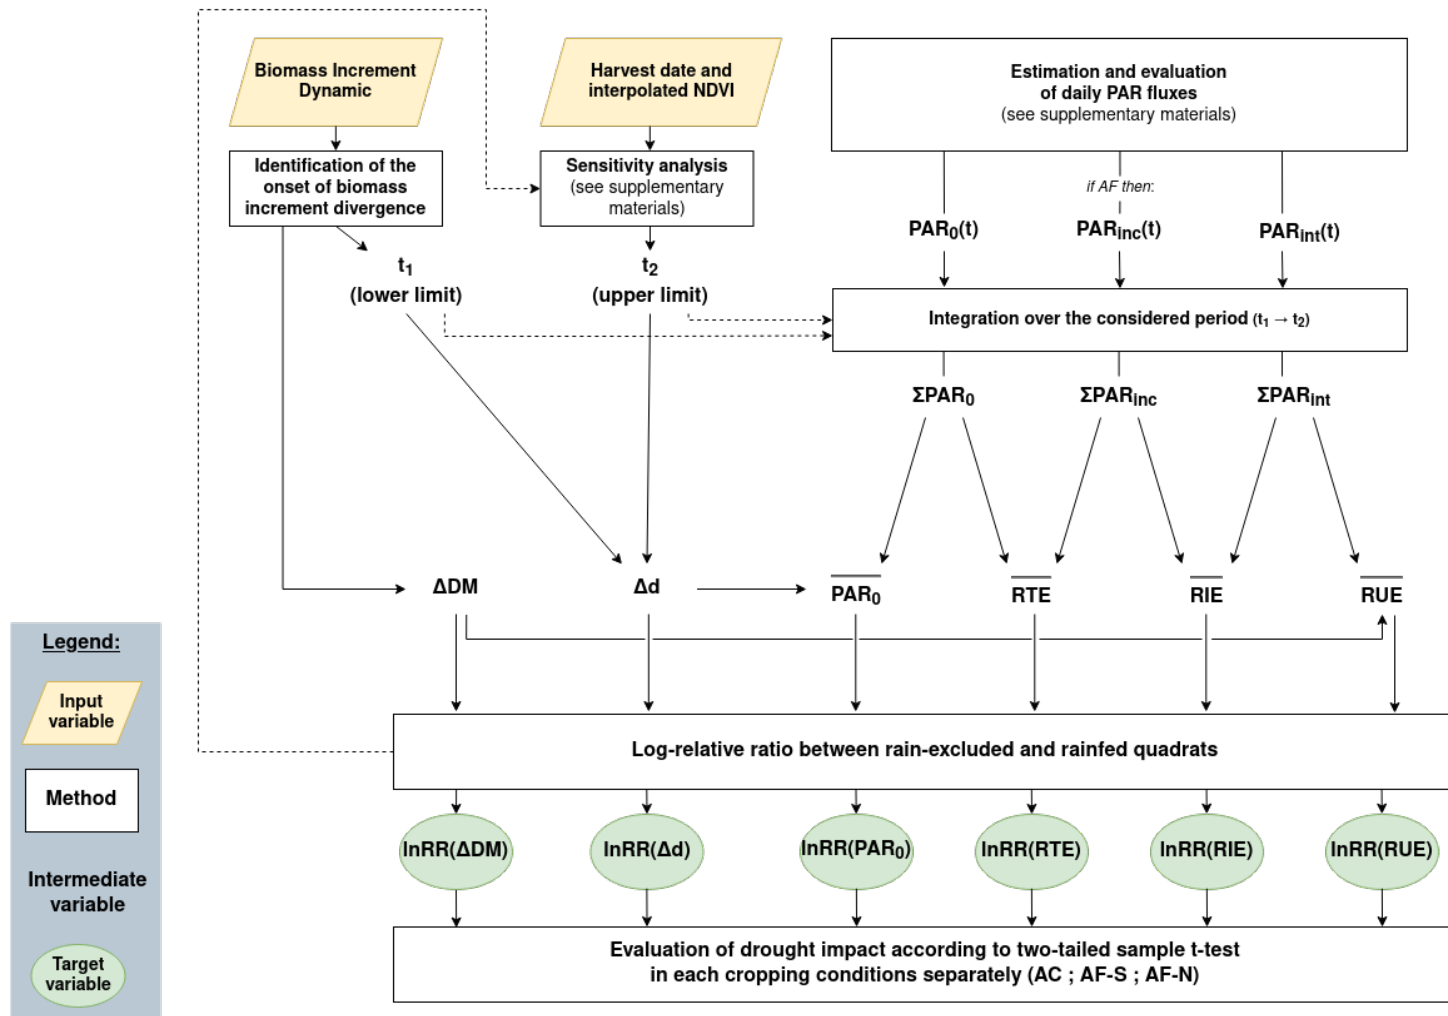 Biomass Increment
Dynamic
Harvest date and
interpolated NDVI
Estimation and evaluation
of daily PAR fluxes
(see supplementary materials)
Identification of the
onset of biomass
increment divergence
Sensitivity analysis
(see supplementary
materials)
if AF then:
PAR₀(t)
PARinc(t)
PARint(t)
t₁
(lower limit)
t₂
(upper limit)
Integration over the considered period (t₁ → t₂)
ΣPAR₀
ΣPARinc
ΣPARint
ΔDM
Δd
P̅A̅R̅₀
R̅T̅E̅
R̅I̅E̅
R̅U̅E̅
Log-relative ratio between rain-excluded and rainfed quadrats
lnRR(ΔDM)
lnRR(Δd)
lnRR(PAR₀)
lnRR(RTE)
lnRR(RIE)
lnRR(RUE)
Evaluation of drought impact according to two-tailed sample t-test
in each cropping conditions separately (AC ; AF-S ; AF-N)
Legend:
Input
variable
Method
Intermediate
variable
Target
variable